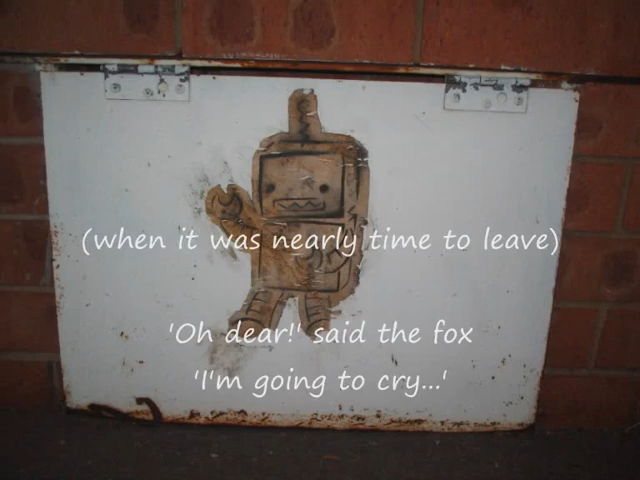 (when it was nearly time to leave)
'Oh dear!' said the fox
'I'm going to cry...'